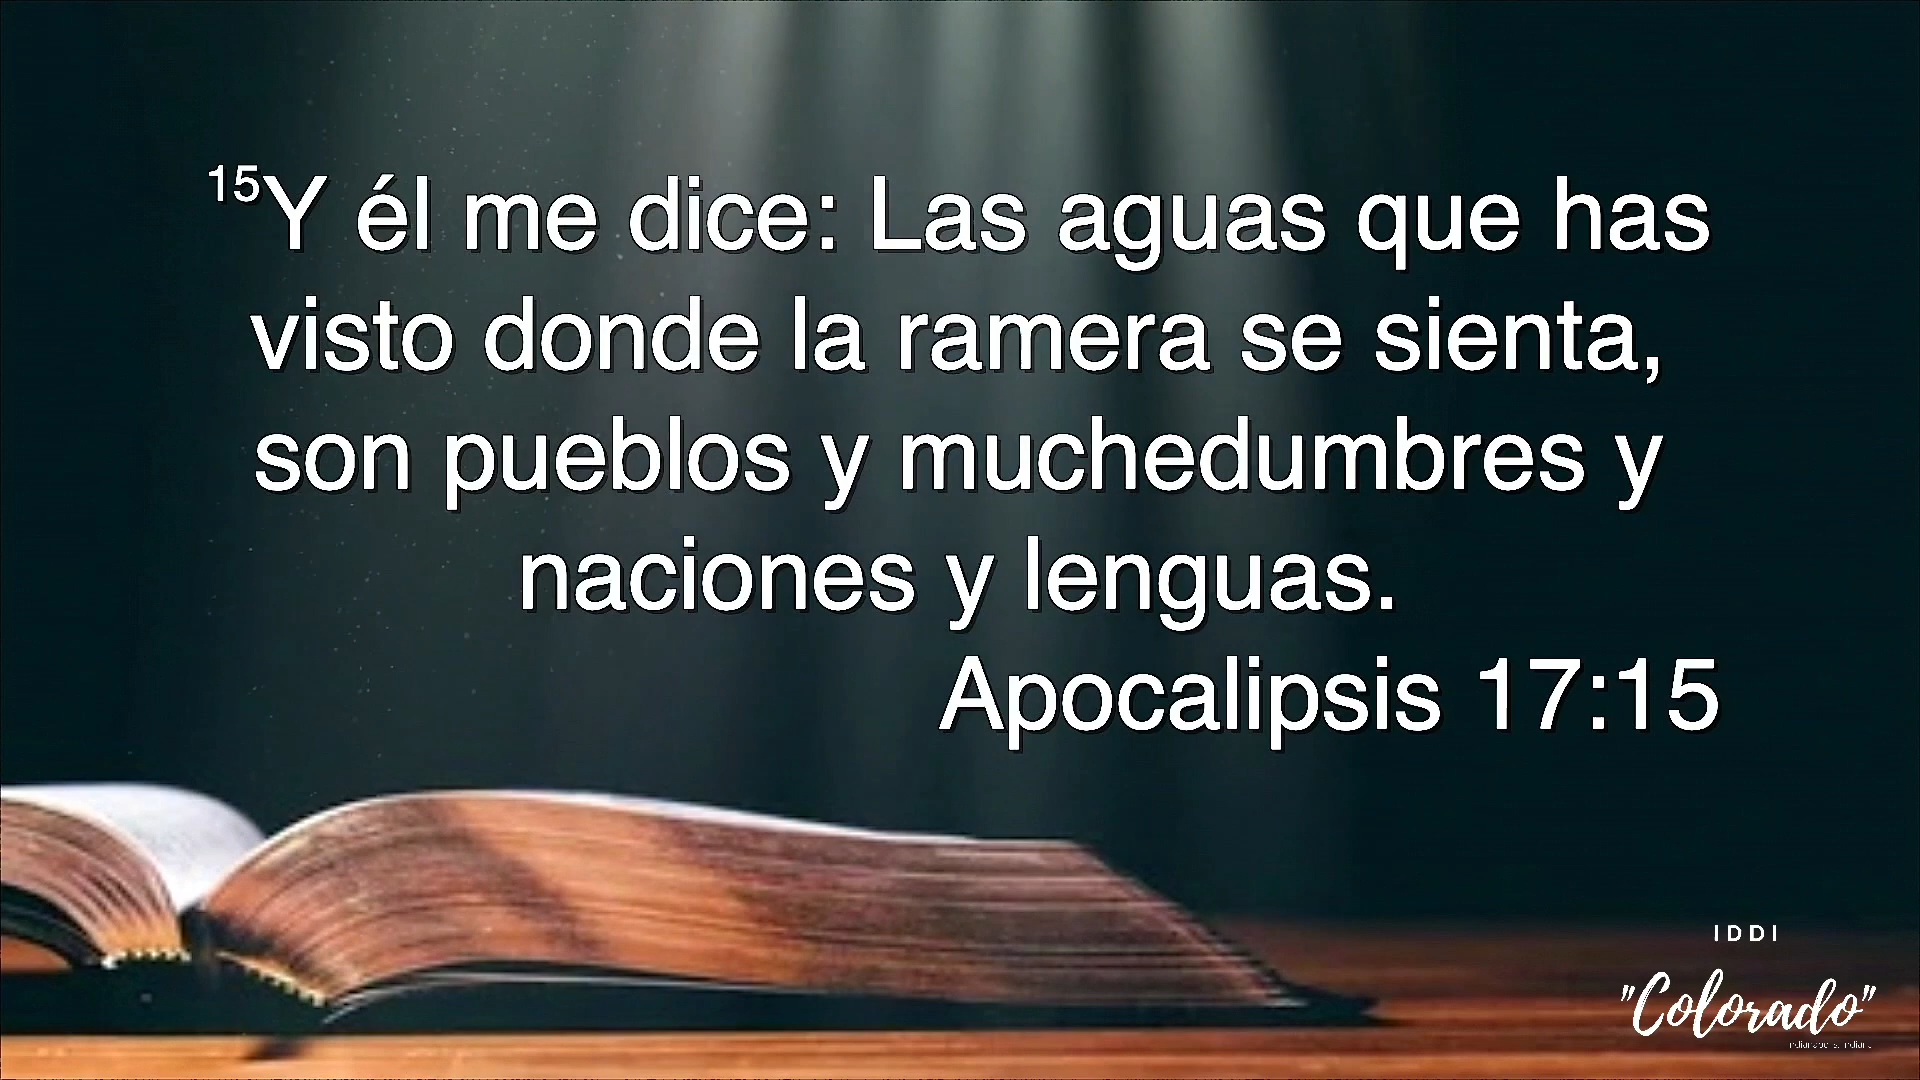 15Y él me dice: Las aguas que has
visto donde la ramera se sienta,
son pueblos y muchedumbres y
naciones y lenguas.
Apocalipsis 17:15
IDDI
"Colorado"